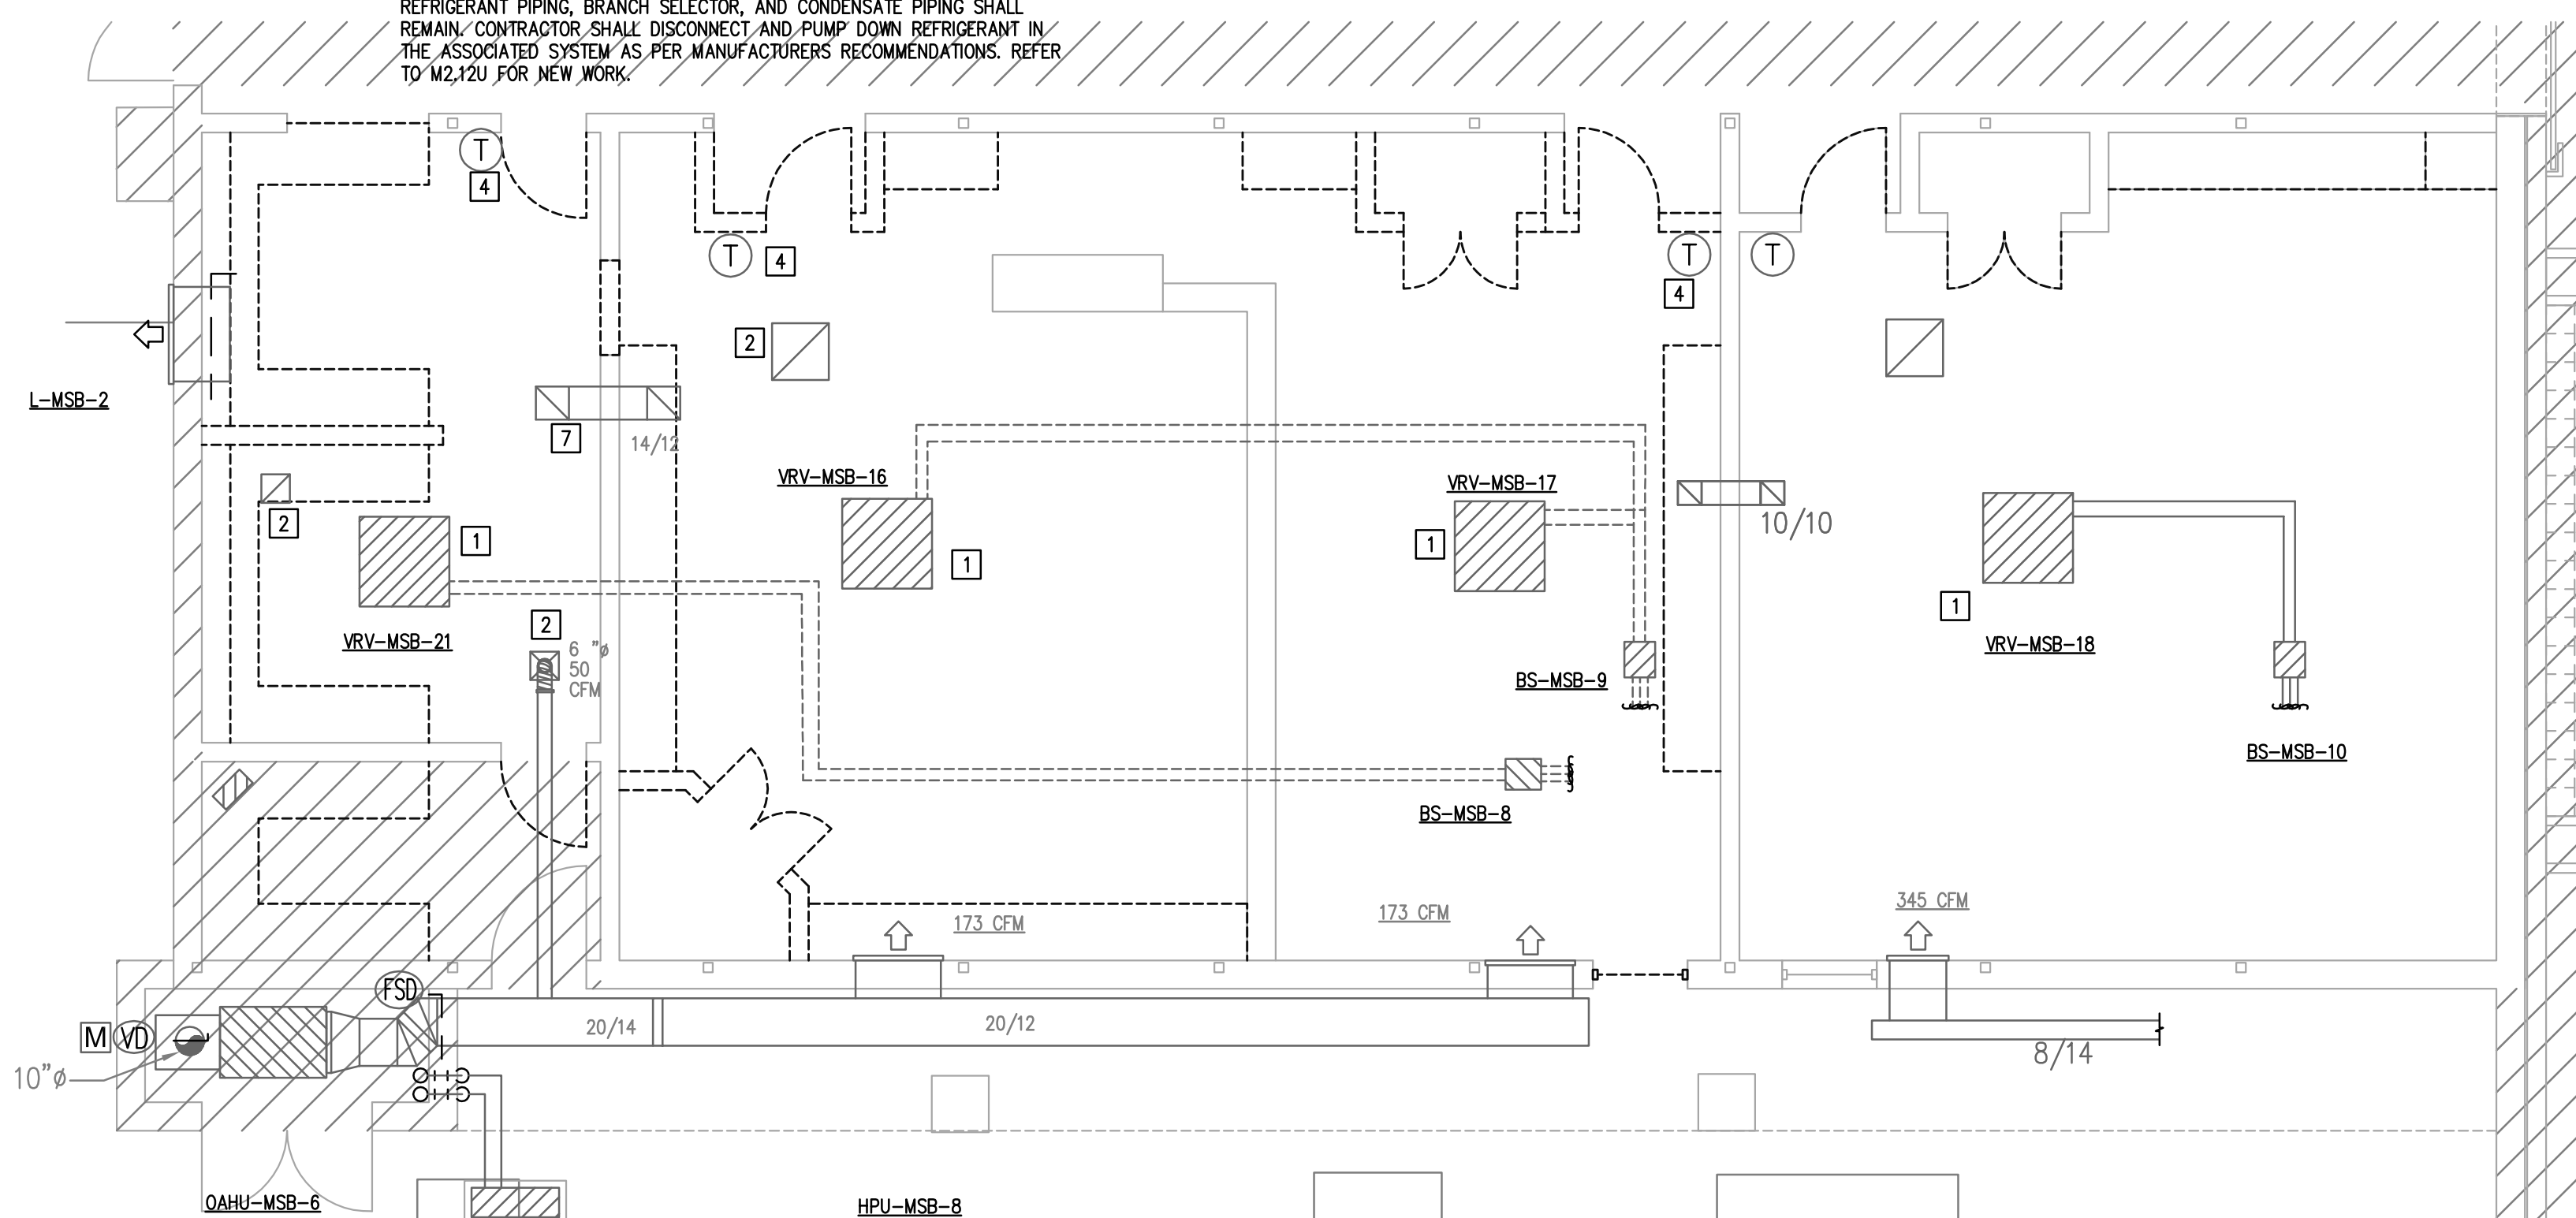 REFRIGERANT PIPING, BRANCH SELECTOR, AND CONDENSATE PIPING SHALL
REMAIN. CONTRACTOR SHALL DISCONNECT AND PUMP DOWN REFRIGERANT IN
THE ASSOCIATED SYSTEM AS PER MANUFACTURERS RECOMMENDATIONS. REFER
TO M2.12U FOR NEW WORK.
T
4
T
4
T
4
T
2
L-MSB-2
7
14/12
VRV-MSB-16
VRV-MSB-17
10/10
2
1
1
1
1
VRV-MSB-21
2
6 "ø
50
CFM
VRV-MSB-18
BS-MSB-9
BS-MSB-10
BS-MSB-8
173 CFM
173 CFM
345 CFM
FSD
M
VD
20/14
20/12
8/14
10"ø
OAHU-MSB-6
HPU-MSB-8